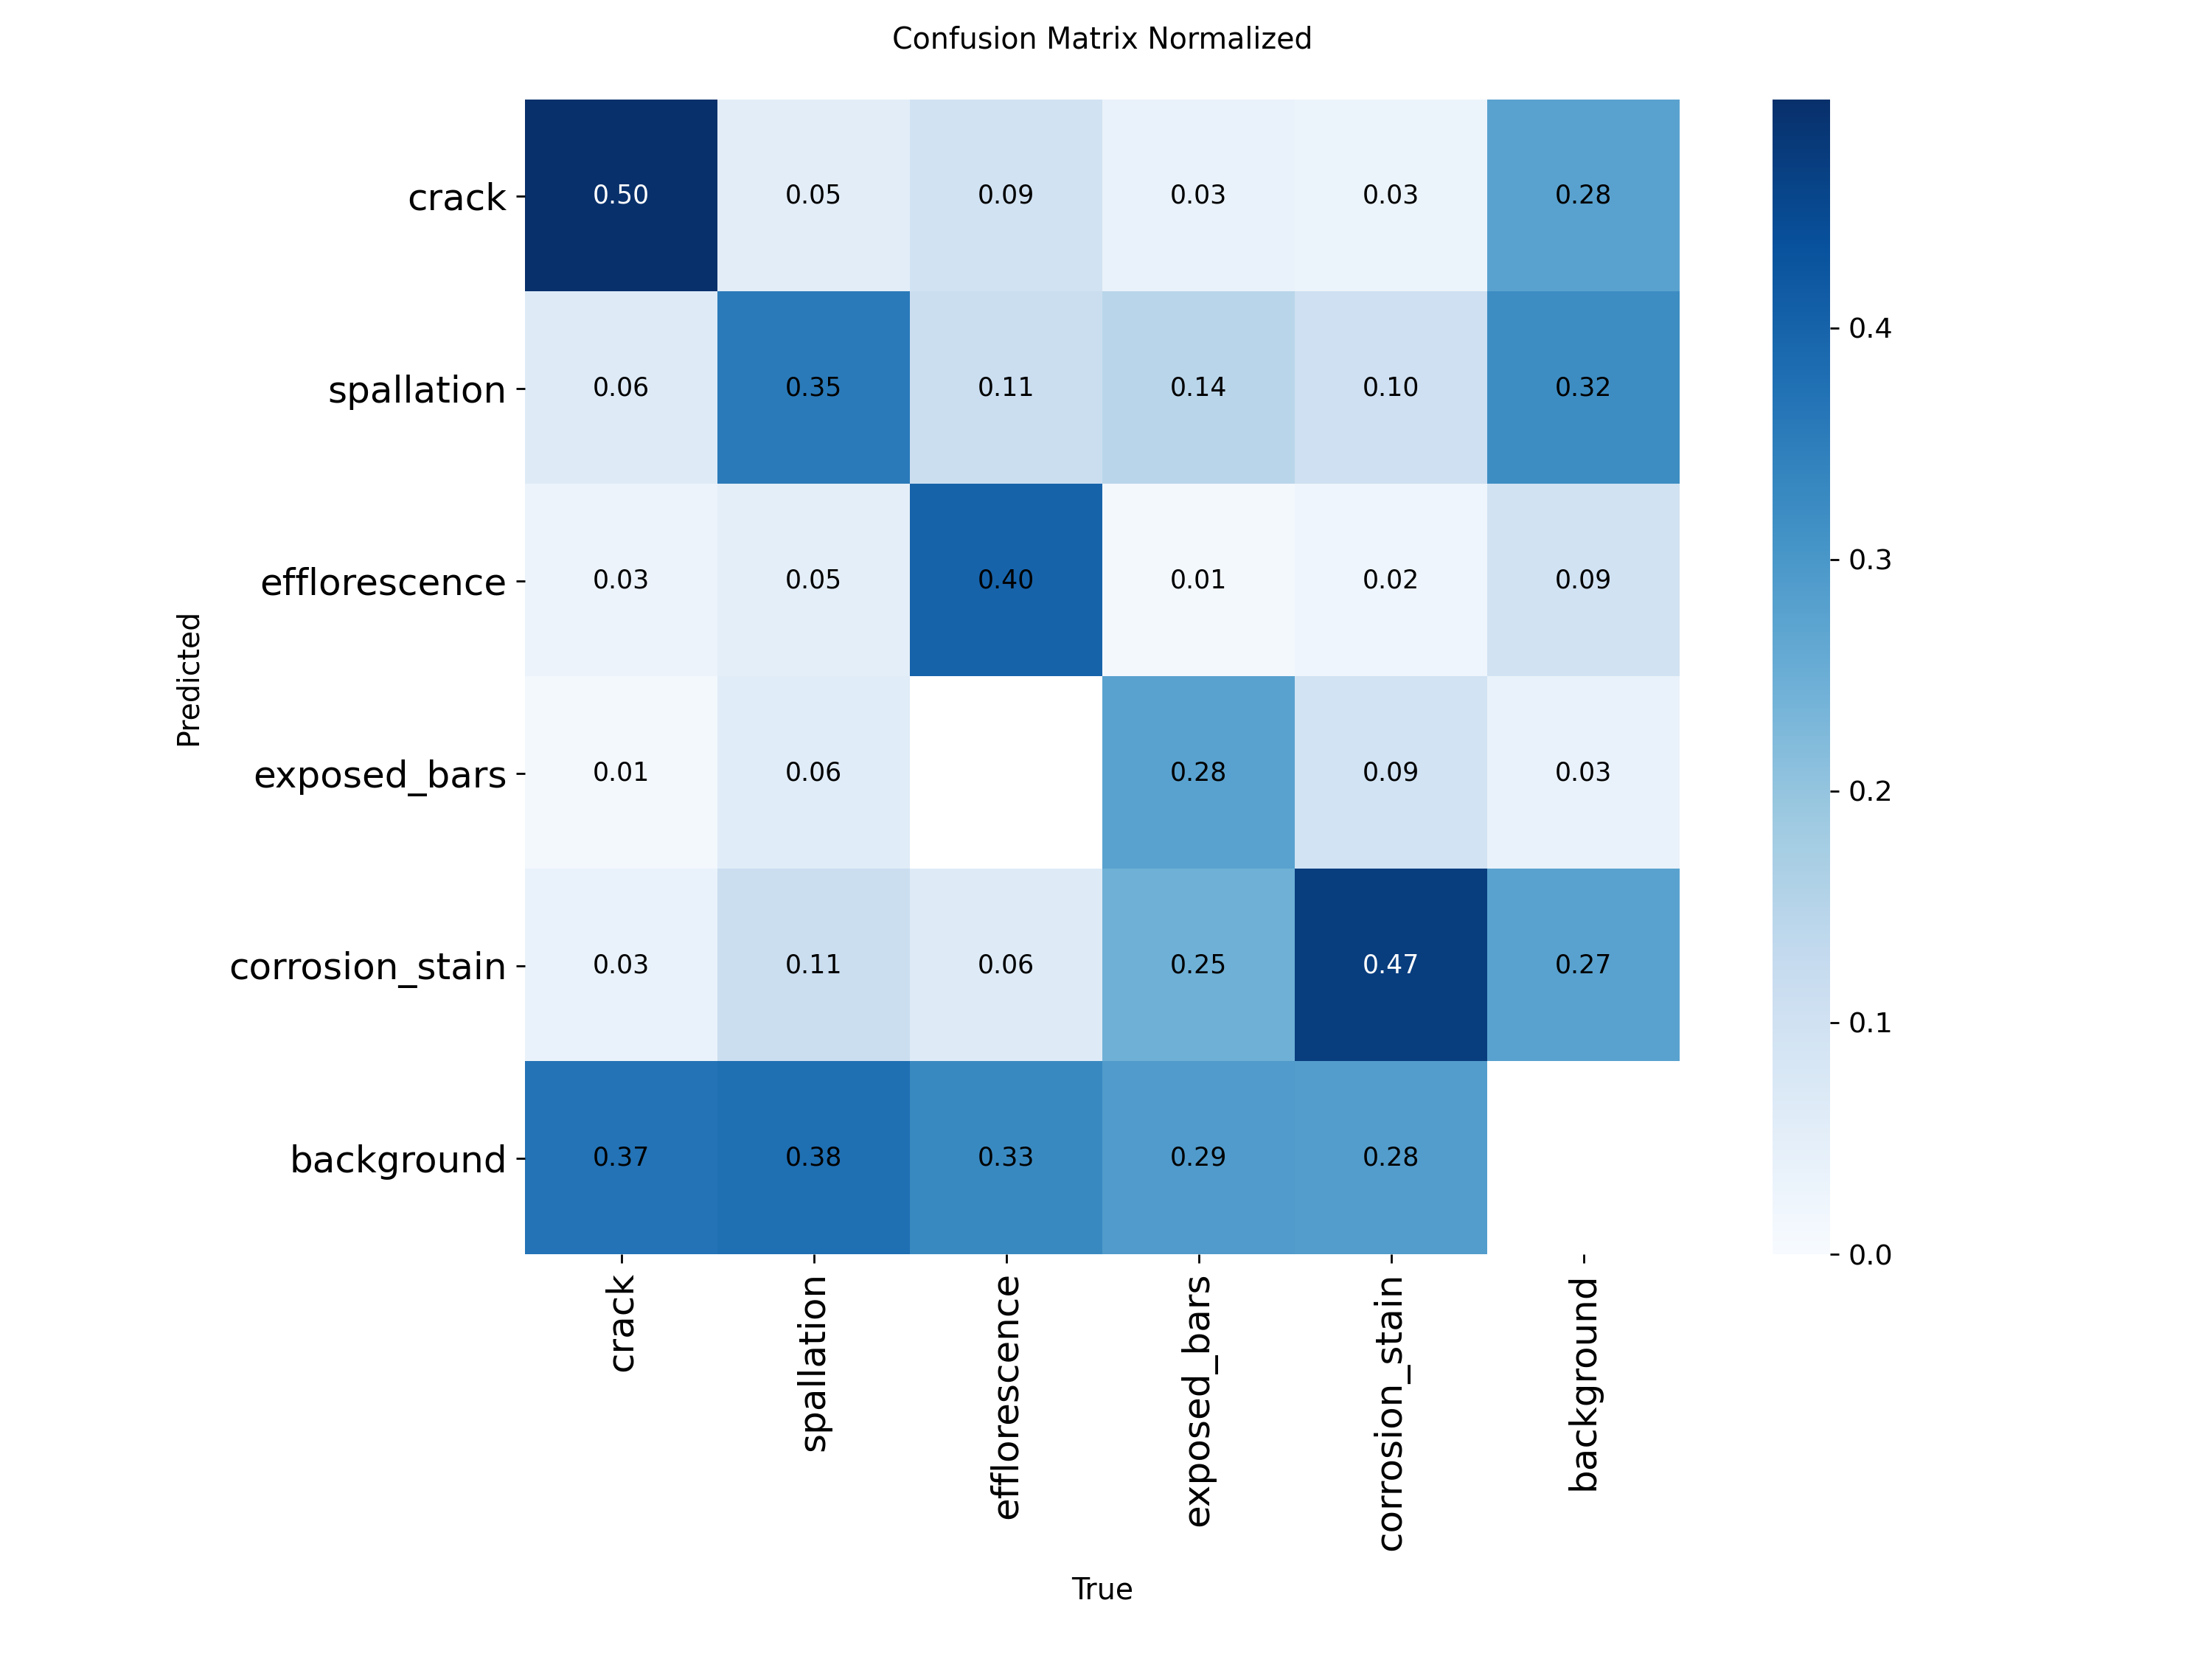 Confusion Matrix Normalized
crack 0.50 0.05 0.09 0.03 0.03 0.28
spallation 0.06 0.35 0.11 0.14 0.10 0.32
efflorescence 0.03 0.05 0.40 0.01 0.02 0.09
exposed_bars 0.01 0.06 0.28 0.09 0.03
corrosion_stain 0.03 0.11 0.06 0.25 0.47 0.27
background 0.37 0.38 0.33 0.29 0.28
Predicted
crack
spallation
efflorescence
exposed_bars
corrosion_stain
background
True
0.4
0.3
0.2
0.1
0.0